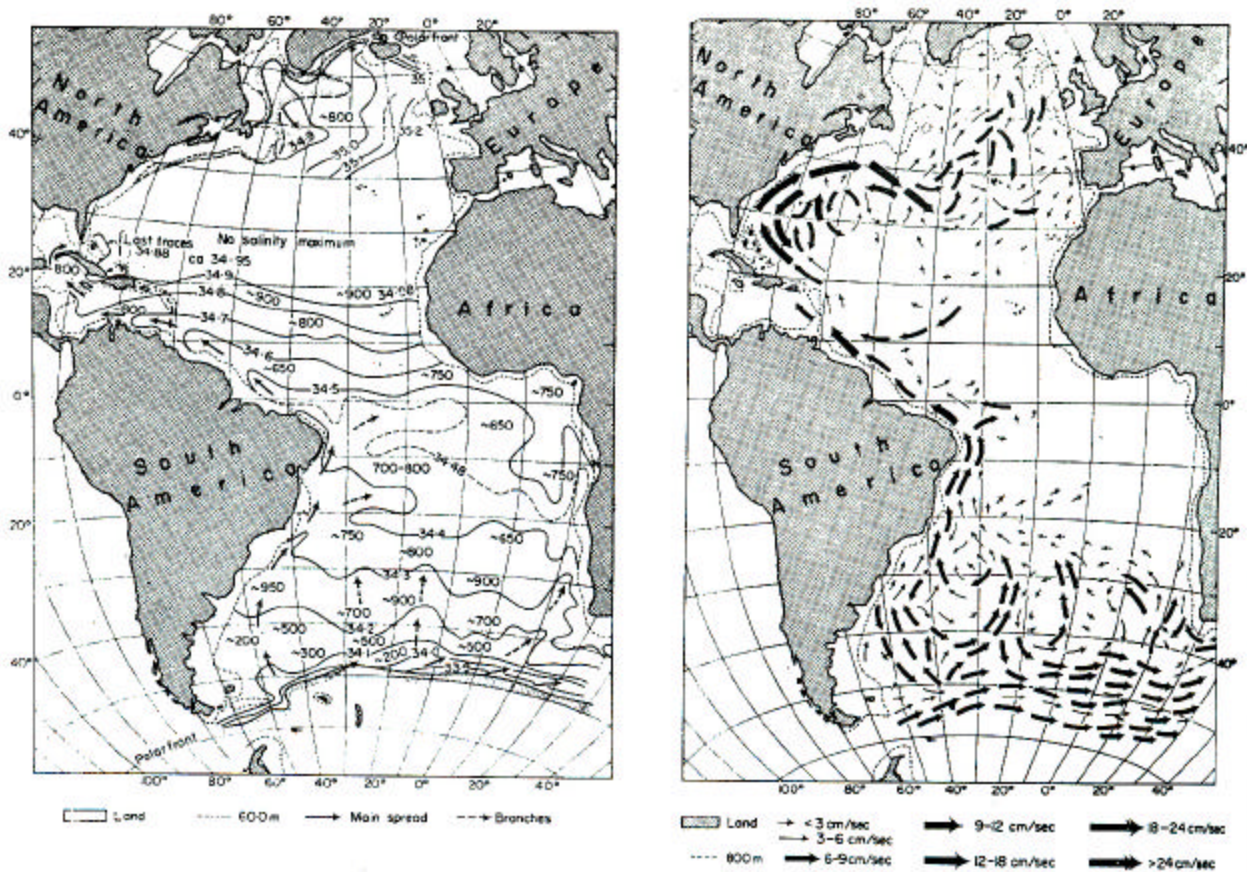 80° 60° 40° 20° 0° 20°
Polar front
North
America
Europe
~800
34.9
35.0
35.2
35
40°
Last traces
34.88
No salinity maximum
ca 34.95
~800
20°
34.9
34.8
~900
~900
34.7
~800
~900
34.6
~650
~750
34.5
~750
Africa
0°
~650
34.48
700-800
~750
South
America
20°
~750
34.4
~650
~800
34.3
~950
~900
~900
~700
34.2
~700
~200
~500
~500
~500
~300
34.1
~200
34.0
33.9
40°
Polar front
100° 80° 60° 40° 20° 0° 20° 40°
Land 600m Main spread Branches
80° 60° 40° 20° 0° 20°
North
America
Europe
40°
20°
Africa
0°
South
America
20°
40°
100° 80° 60° 40° 20° 0° 20° 40°
Land <3 cm/sec 9-12 cm/sec 18-24 cm/sec
3-6 cm/sec
800m 6-9cm/sec 12-18 cm/sec >24 cm/sec